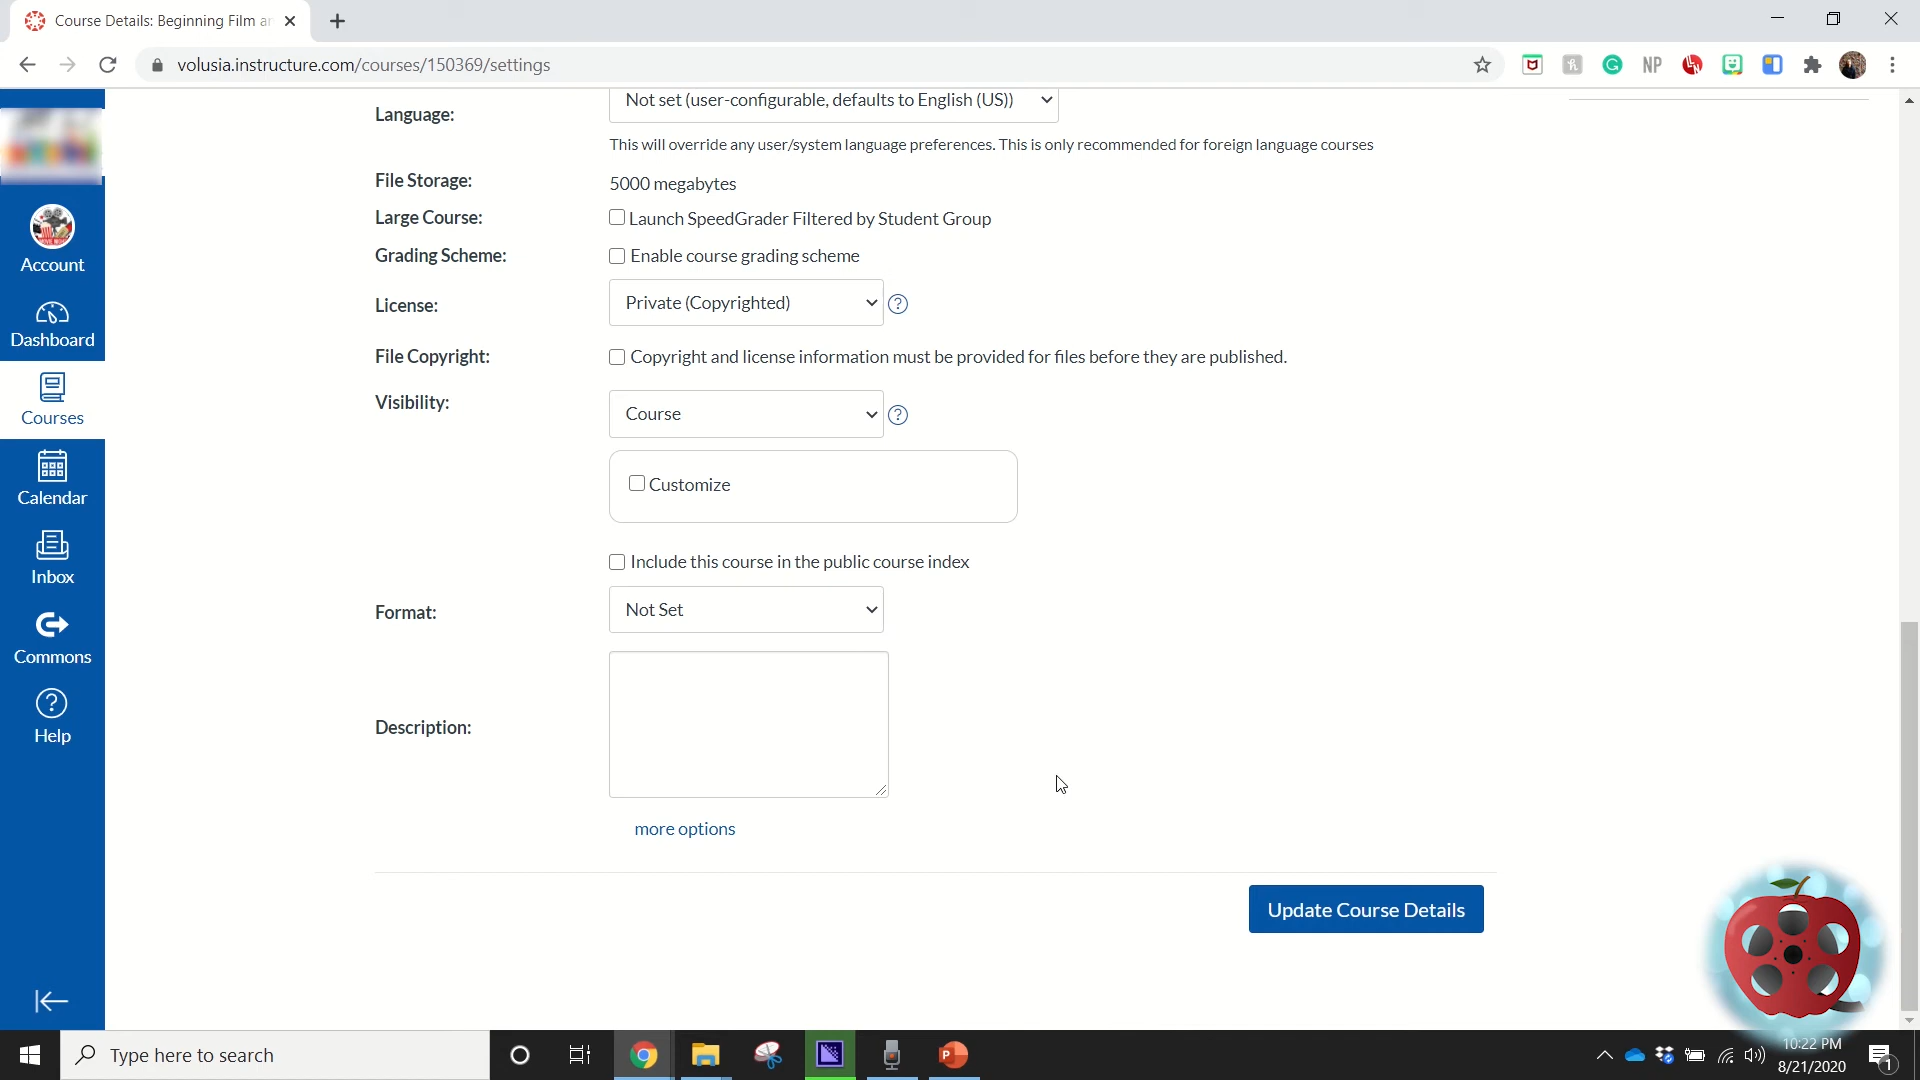 Course Details: Beginning Film an
volusia.instructure.com/courses/150369/settings
NP
Language:
Not set (user-configurable, defaults to English (US))
This will override any user/system language preferences. This is only recommended for foreign language courses
File Storage:
5000 megabytes
Large Course:
Launch SpeedGrader Filtered by Student Group
Grading Scheme:
Enable course grading scheme
License:
Private (Copyrighted)
File Copyright:
Copyright and license information must be provided for files before they are published.
Visibility:
Course
Customize
Include this course in the public course index
Format:
Not Set
Description:
more options
Update Course Details
Account
Dashboard
Courses
Calendar
Inbox
Commons
Help
Type here to search
10:22 PM
8/21/2020
1